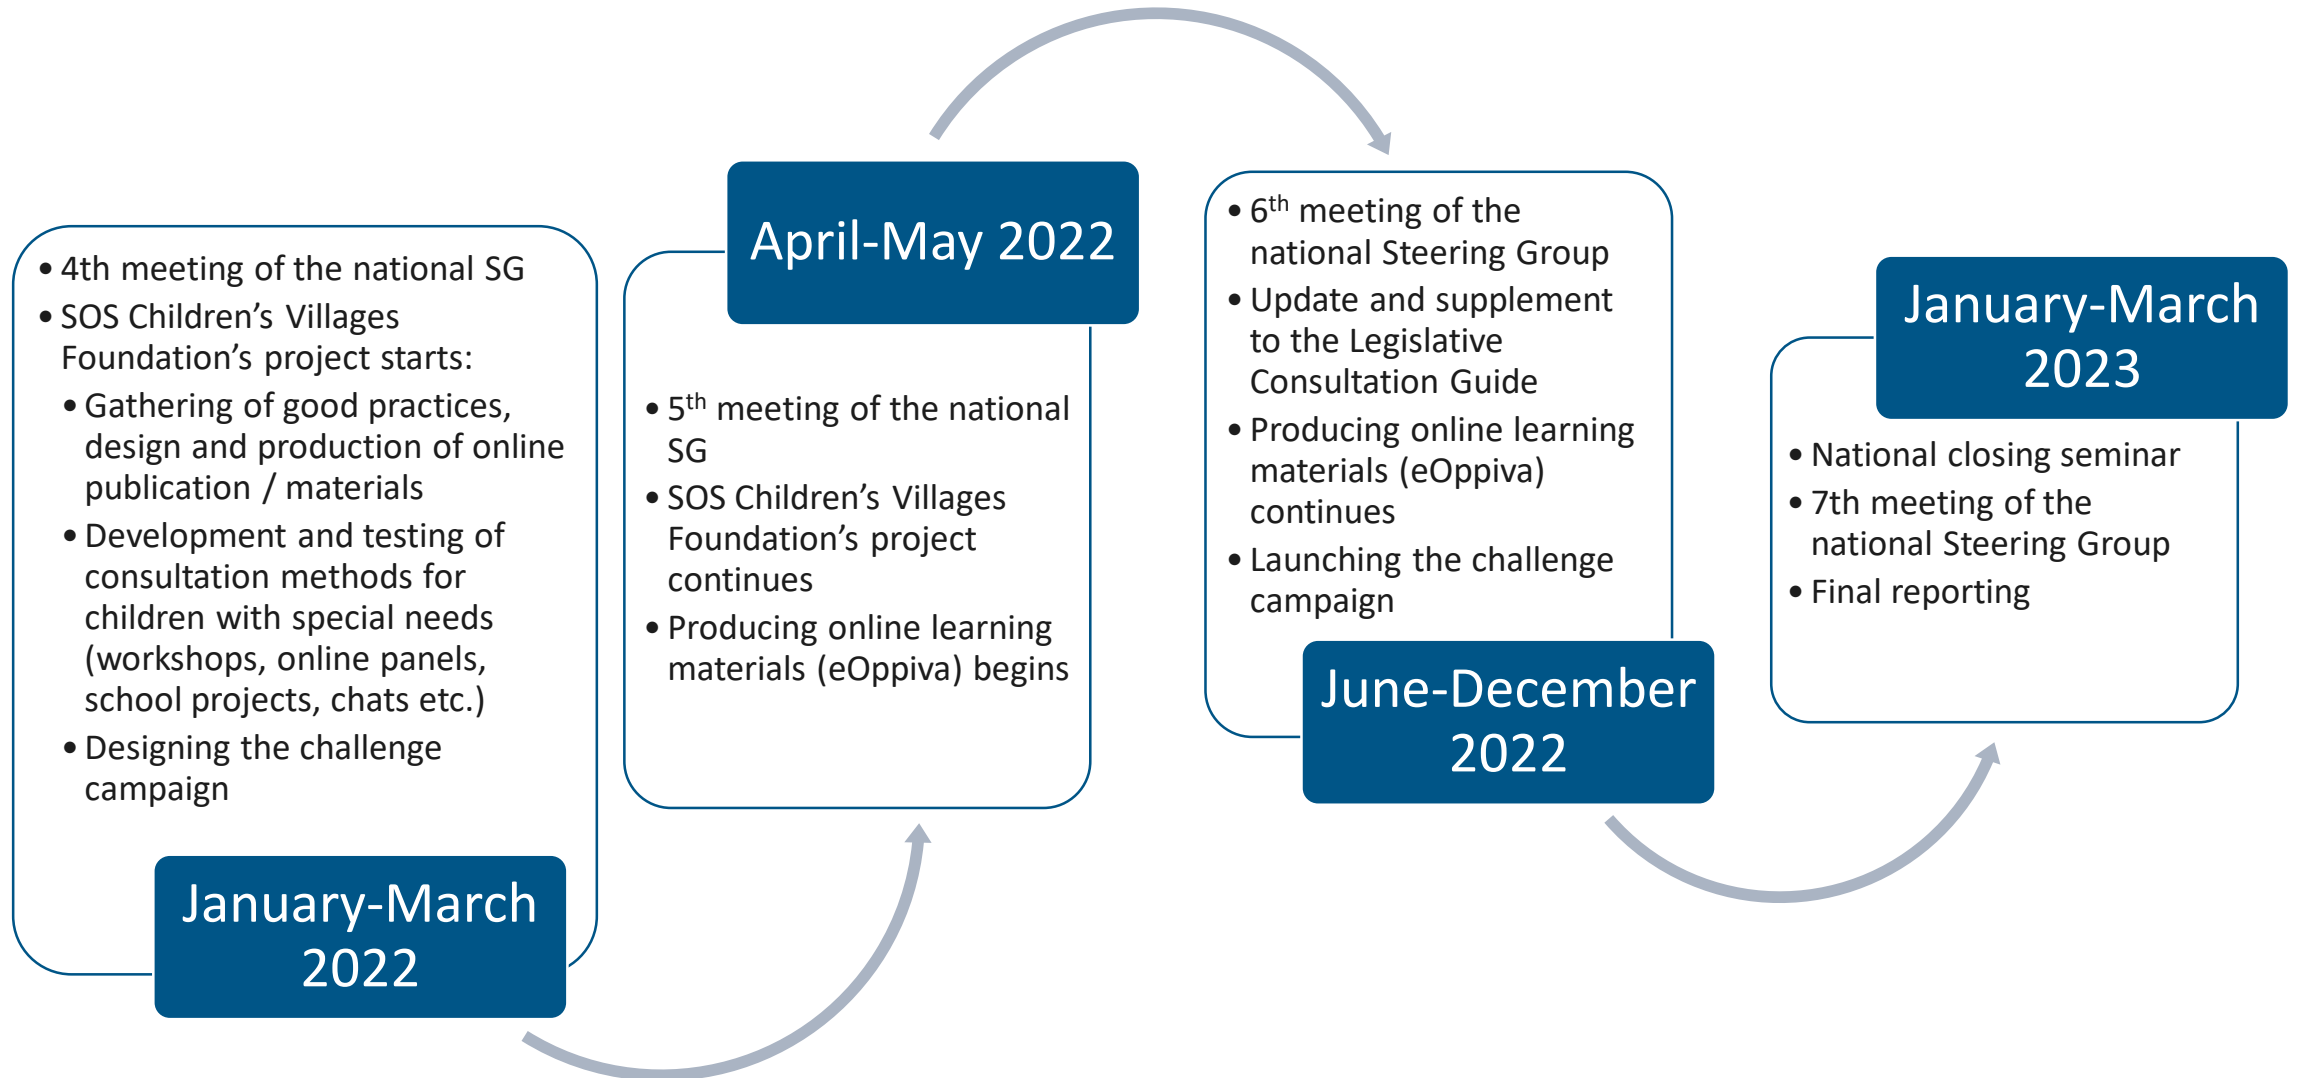 • 4th meeting of the national SG
• SOS Children’s Villages
Foundation’s project starts:
• Gathering of good practices,
design and production of online
publication / materials
• Development and testing of
consultation methods for
children with special needs
(workshops, online panels,
school projects, chats etc.)
• Designing the challenge
campaign
January-March
2022
April-May 2022
• 5th meeting of the national
SG
• SOS Children’s Villages
Foundation’s project
continues
• Producing online learning
materials (eOppiva) begins
• 6th meeting of the
national Steering Group
• Update and supplement
to the Legislative
Consultation Guide
• Producing online learning
materials (eOppiva)
continues
• Launching the challenge
campaign
June-December
2022
January-March
2023
• National closing seminar
• 7th meeting of the
national Steering Group
• Final reporting